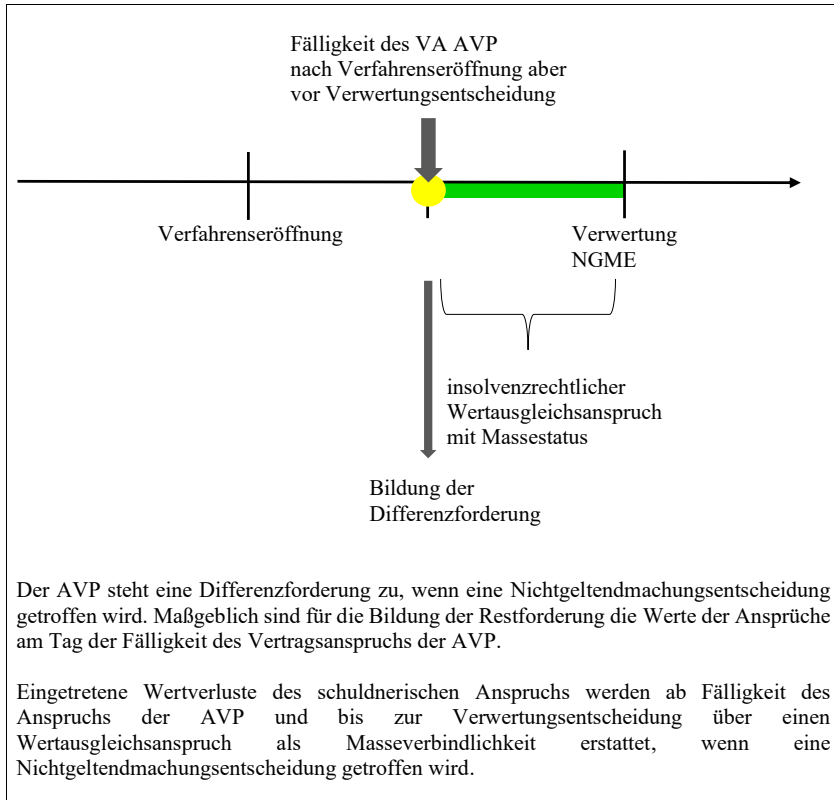 Fälligkeit des VA AVP
nach Verfahrenseröffnung aber
vor Verwertungsentscheidung
Verfahrenseröffnung
Verwertung
NGME
insolvenzrechtlicher
Wertausgleichsanspruch
mit Massestatus
Bildung der
Differenzforderung
Der AVP steht eine Differenzforderung zu, wenn eine Nichtgeltendmachungsentscheidung
getroffen wird. Maßgeblich sind für die Bildung der Restforderung die Werte der Ansprüche
am Tag der Fälligkeit des Vertragsanspruchs der AVP.
Eingetretene Wertverluste des schuldnerischen Anspruchs werden ab Fälligkeit des
Anspruchs der AVP und bis zur Verwertungsentscheidung über einen
Wertausgleichsanspruch als Masseverbindlichkeit erstattet, wenn eine
Nichtgeltendmachungsentscheidung getroffen wird.